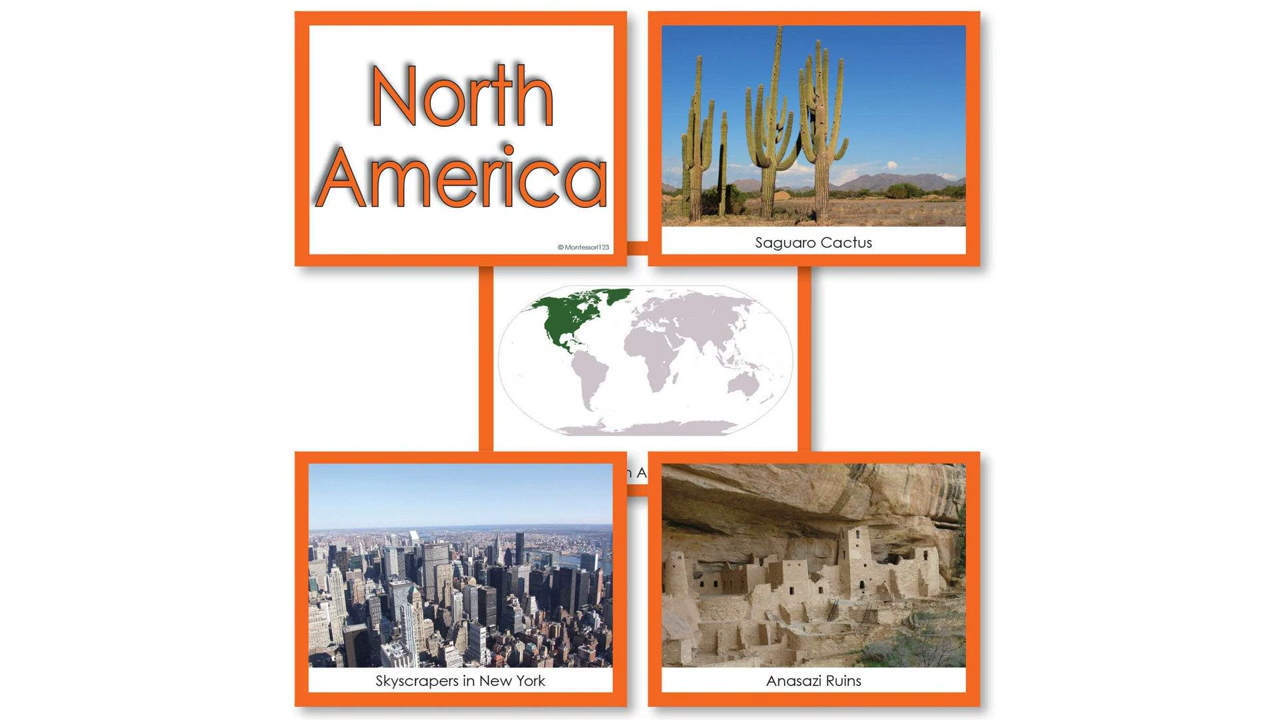 North
America
© Montessori123
Saguaro Cactus
Skyscrapers in New York
Anasazi Ruins